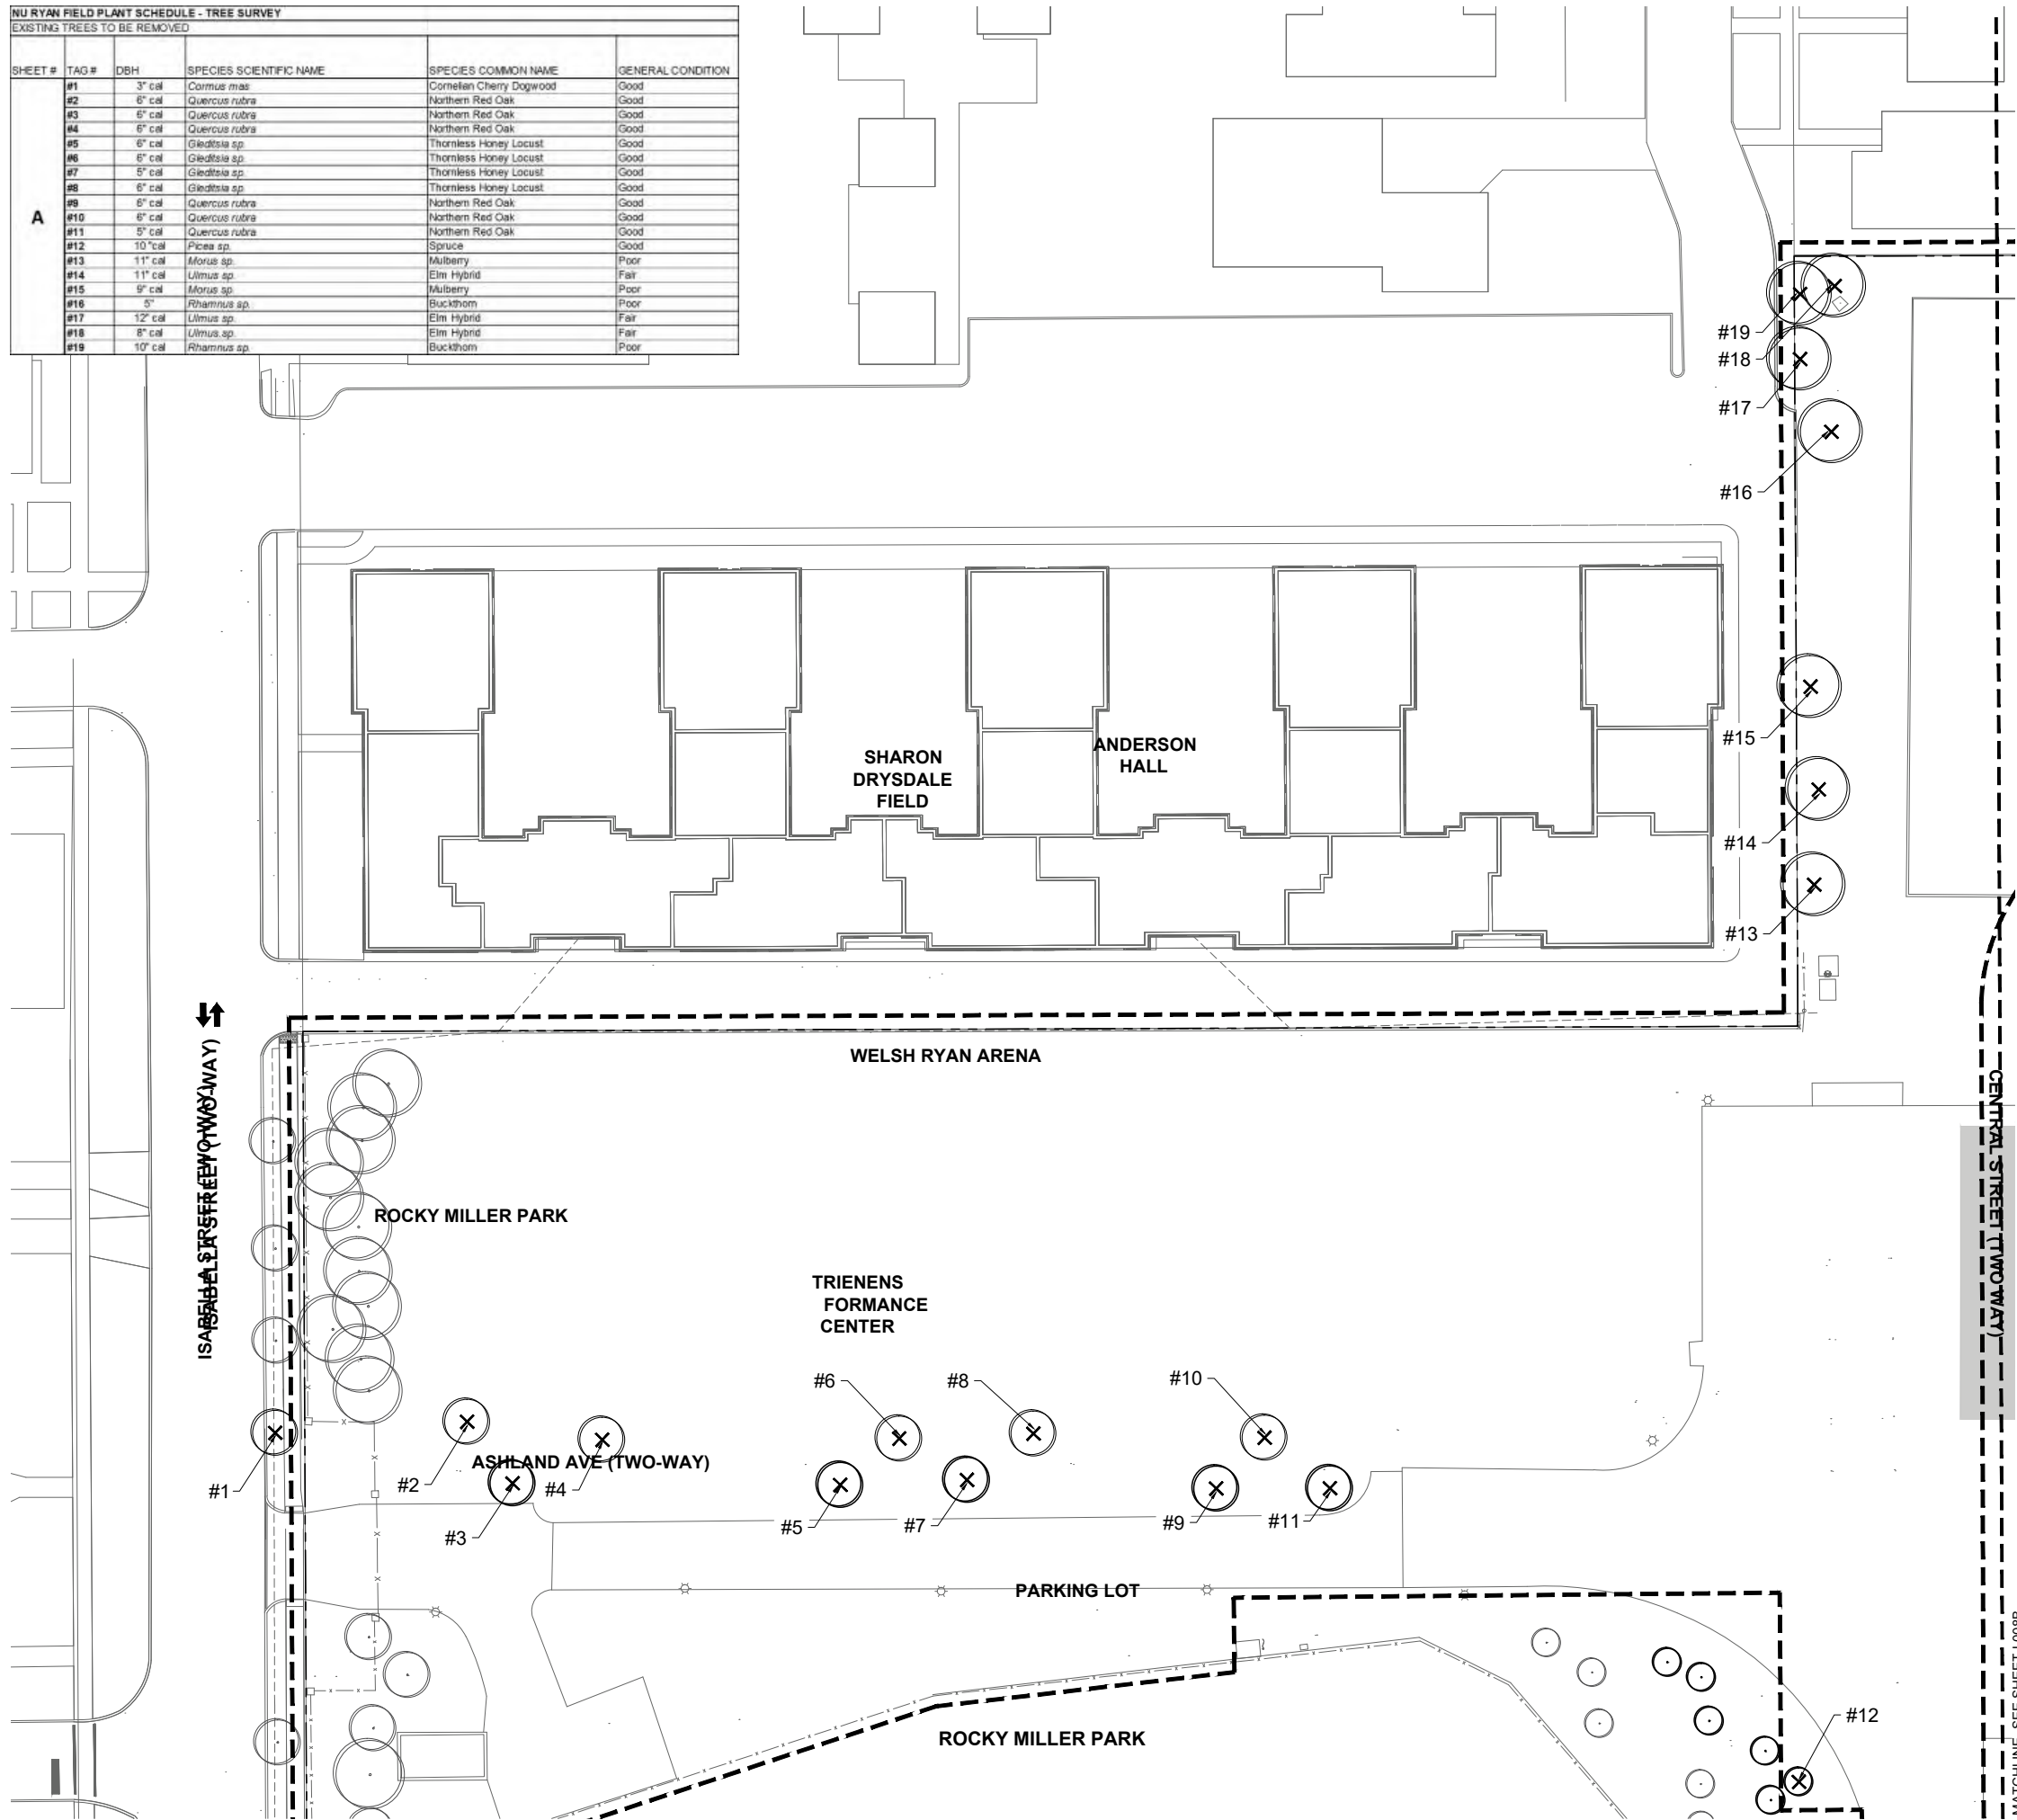 NU RYAN FIELD PLANT SCHEDULE - TREE SURVEY
EXISTING TREES TO BE REMOVED
SHEET # TAG # DBH SPECIES SCIENTIFIC NAME SPECIES COMMON NAME GENERAL CONDITION
A
#1 3" cal Cormus mas Cornelian Cherry Dogwood Good
#2 6" cal Quercus rubra Northern Red Oak Good
#3 6" cal Quercus rubra Northern Red Oak Good
#4 6" cal Quercus rubra Northern Red Oak Good
#5 6" cal Gleditsia sp. Thornless Honey Locust Good
#6 6" cal Gleditsia sp. Thornless Honey Locust Good
#7 5" cal Gleditsia sp. Thornless Honey Locust Good
#8 6" cal Gleditsia sp. Thornless Honey Locust Good
#9 6" cal Quercus rubra Northern Red Oak Good
#10 6" cal Quercus rubra Northern Red Oak Good
#11 5" cal Quercus rubra Northern Red Oak Good
#12 10 "cal Picea sp. Spruce Good
#13 11" cal Morus sp. Mulberry Poor
#14 11" cal Ulmus sp. Elm Hybrid Fair
#15 9" cal Morus sp. Mulberry Poor
#16 5" Rhamnus sp. Buckthorn Poor
#17 12" cal Ulmus sp. Elm Hybrid Fair
#18 8" cal Ulmus.sp. Elm Hybrid Fair
#19 10" cal Rhamnus sp. Buckthorn Poor
#19
#18
#17
#16
#15
#14
#13
SHARON
DRYSDALE
FIELD
ANDERSON
HALL
WELSH RYAN ARENA
ISABELLA STREET (TWO-WAY)
ISABELLA STREET (TWO-WAY)
CENTRAL STREET (TWO WAY)
ROCKY MILLER PARK
TRIENENS
FORMANCE
CENTER
#6
#8
#10
ASHLAND AVE (TWO-WAY)
#1
#2
#4
#3
#5
#7
#9
#11
PARKING LOT
#12
ROCKY MILLER PARK
MATCHLINE, SEE SHEET L008B